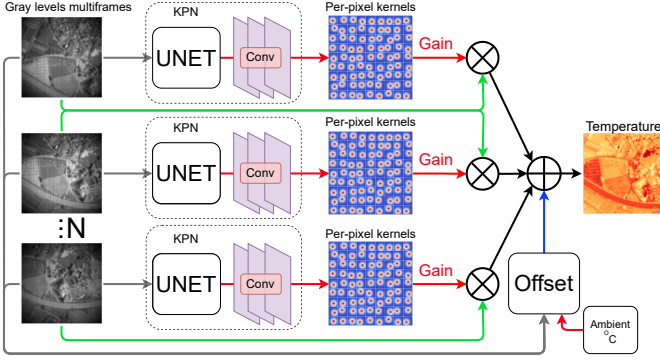 Gray levels multiframes
KPN
UNET
Conv
Per-pixel kernels
Gain
KPN
UNET
Conv
Per-pixel kernels
Gain
Temperature
...N
KPN
UNET
Conv
Per-pixel kernels
Gain
Offset
Ambient
°C